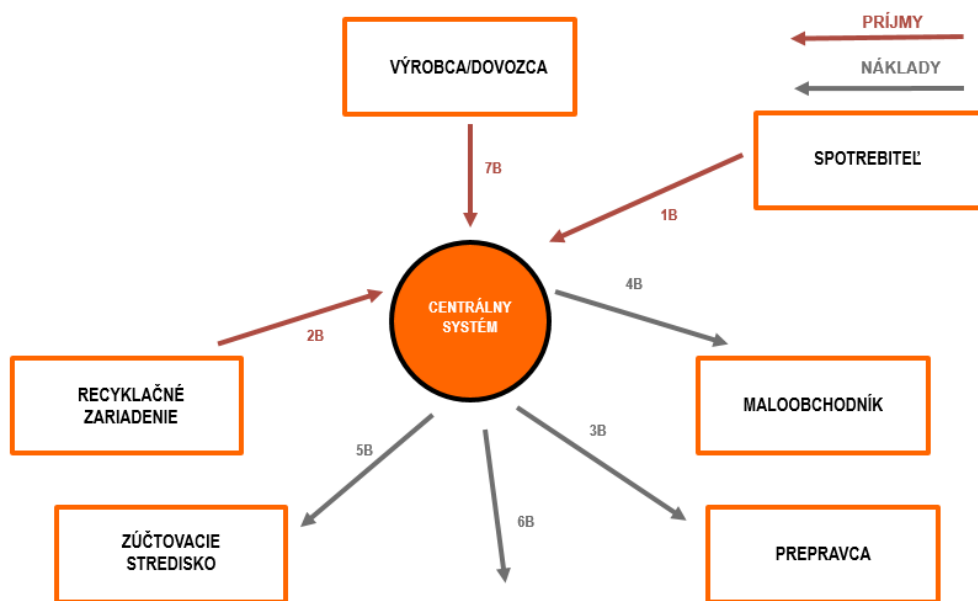 PRÍJMY
VÝROBCA/DOVOZCA
NÁKLADY
SPOTREBITEĽ
7B
1B
4B
CENTRÁLNY
SYSTÉM
2B
RECYKLAČNÉ
ZARIADENIE
MALOOBCHODNÍK
3B
5B
6B
ZÚČTOVACIE
STREDISKO
PREPRAVCA